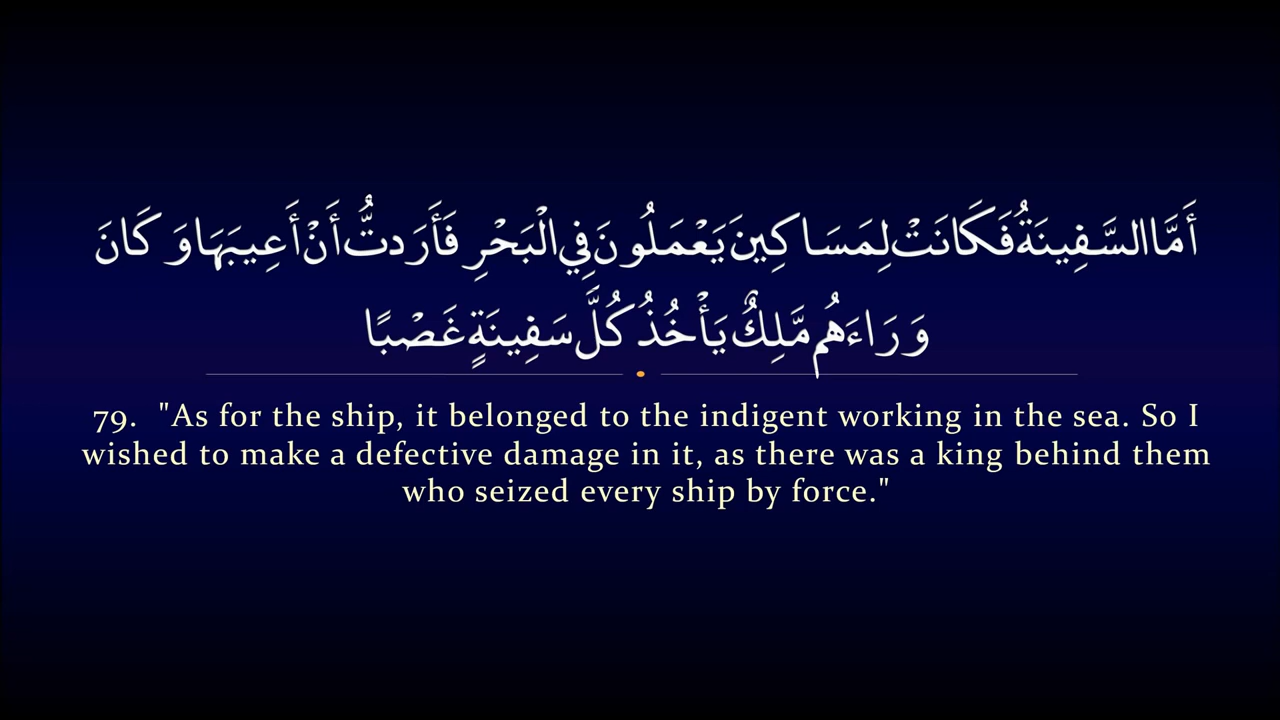 أَمَّا السَّفِينَةُ فَكَانَتْ لِمَسَاكِينَ يَعْمَلُونَ فِي الْبَحْرِ فَأَرَدتُّ أَنْ أَعِيبَهَا وَكَانَ
وَرَاءَهُم مَّلِكٌ يَأْخُذُ كُلَّ سَفِينَةٍ غَصْبًا
79. "As for the ship, it belonged to the indigent working in the sea. So I
wished to make a defective damage in it, as there was a king behind them
who seized every ship by force."